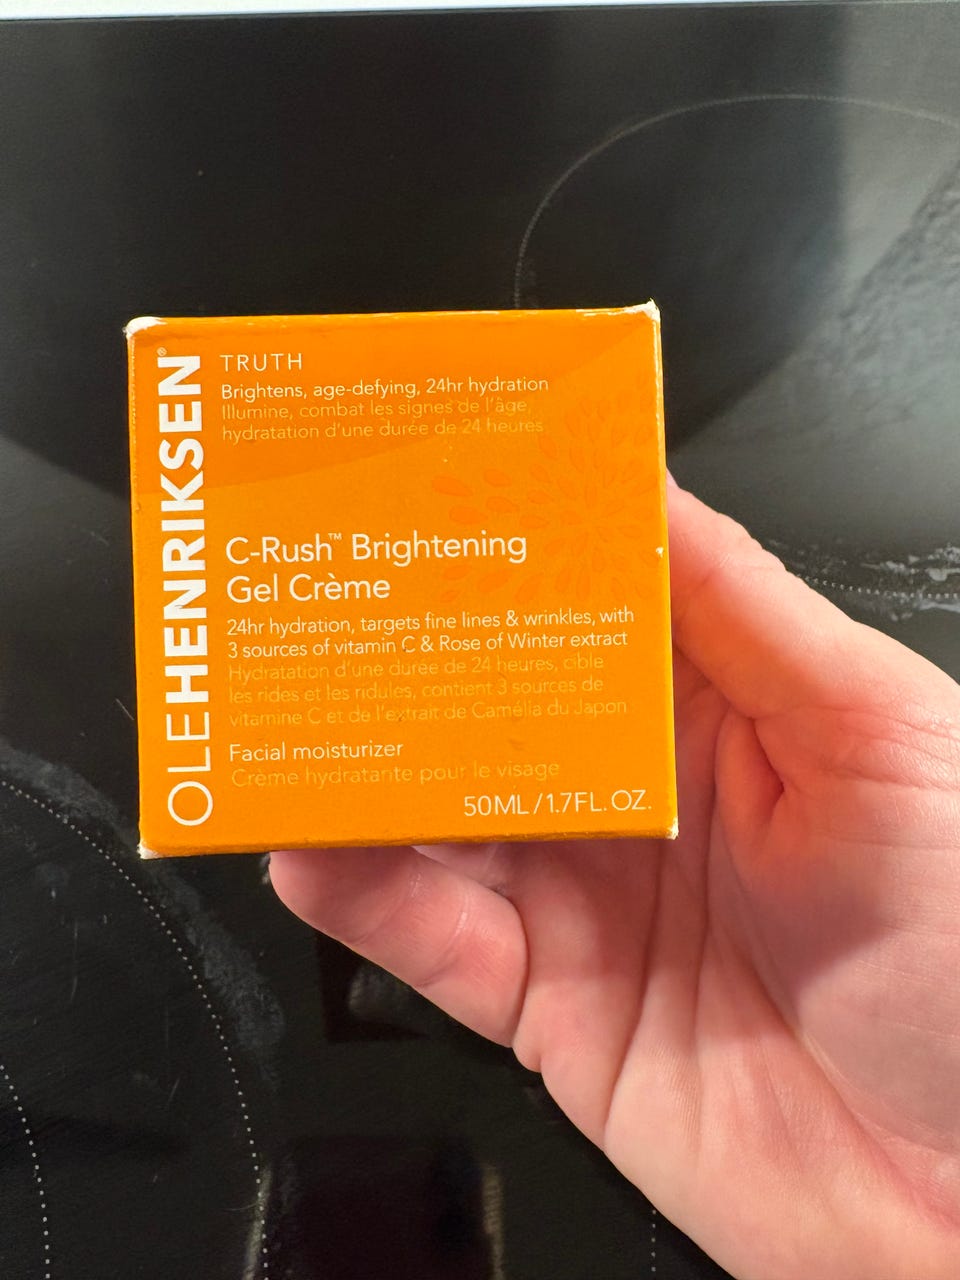 OLEHENRIKSEN®
TRUTH
Brightens, age-defying, 24hr hydration
Illumine, combat les signes de l'âge,
hydratation d'une durée de 24 heures
C-Rush™ Brightening
Gel Crème
24hr hydration, targets fine lines & wrinkles, with
3 sources of vitamin C & Rose of Winter extract
Hydratation d'une durée de 24 heures, cible
les rides et les ridules, contient 3 sources de
vitamine C et de l'extrait de Camélia du Japon
Facial moisturizer
Crème hydratante pour le visage
50ML/1.7FL. OZ.